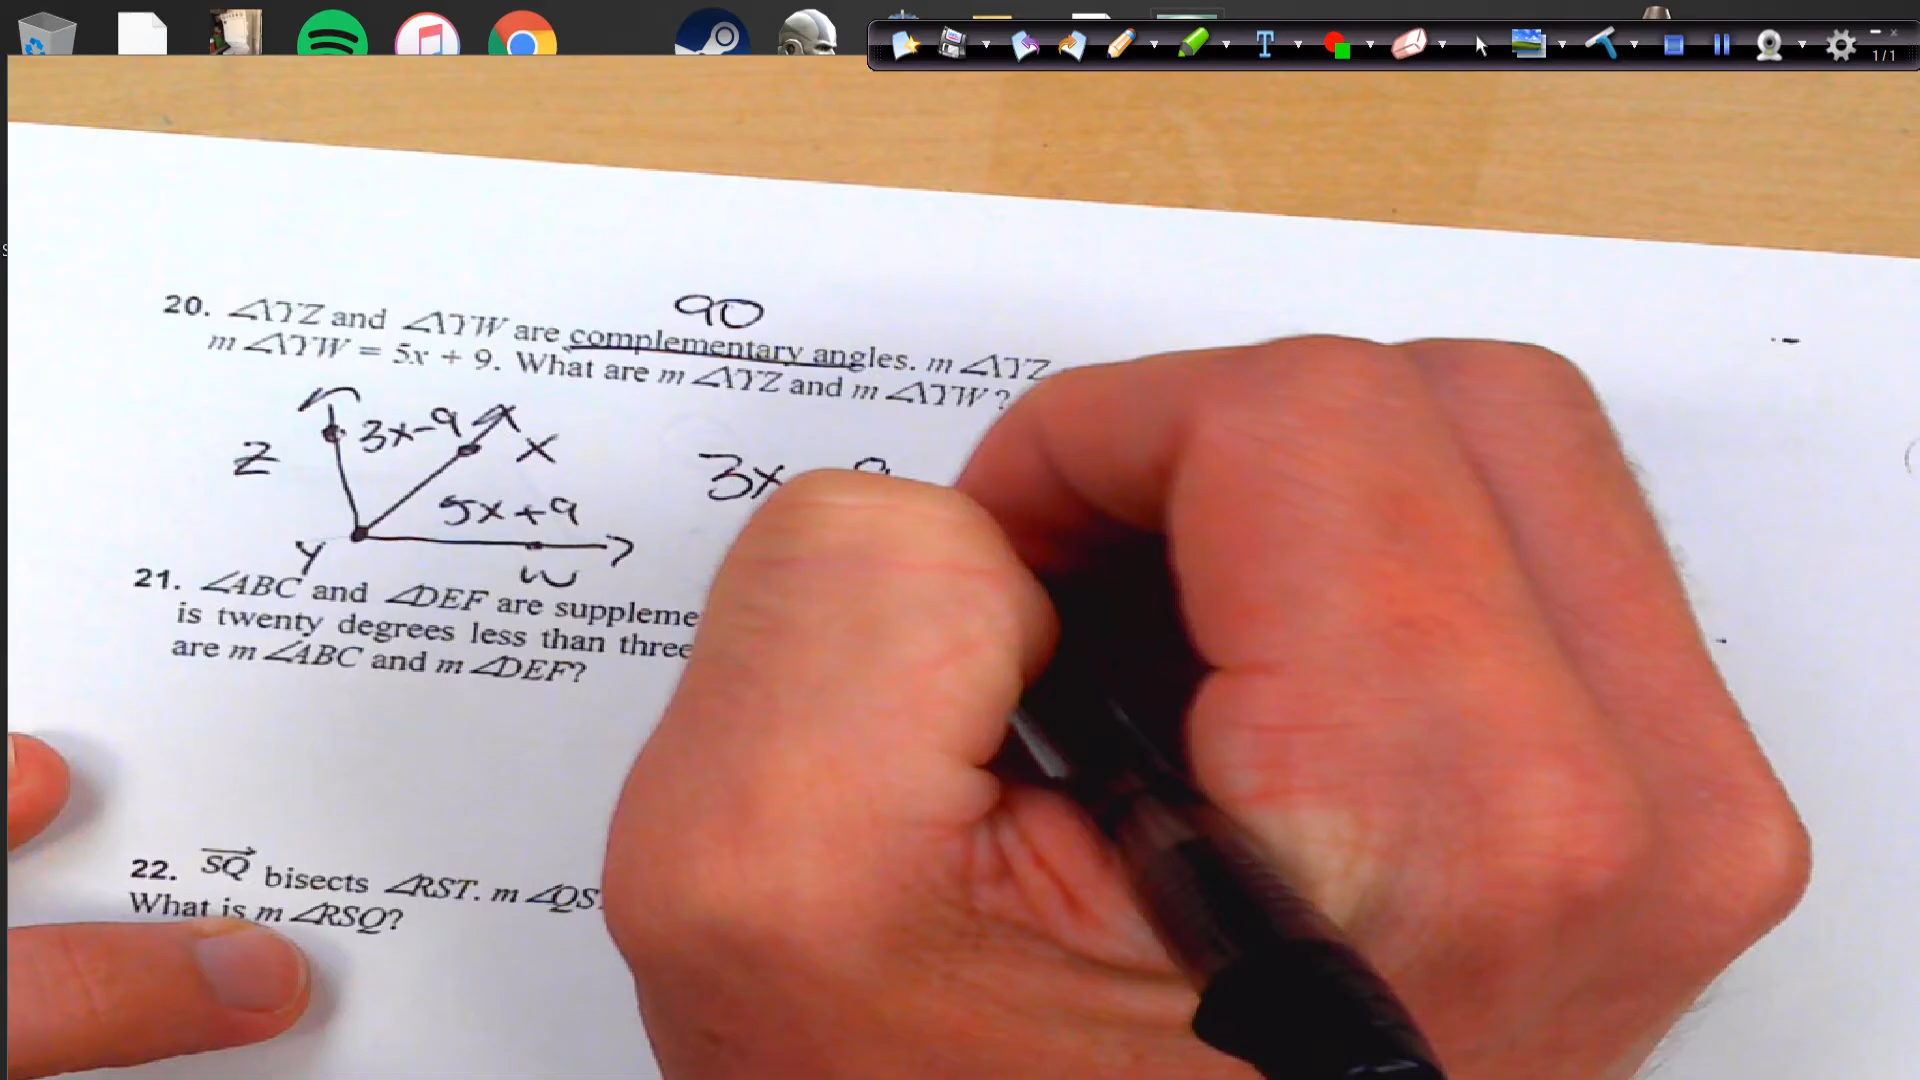 1/1
90
20. ∠XYZ and ∠XYW are complementary angles. m∠XYZ
m∠XYW = 5x + 9. What are m∠XYZ and m∠XYW?
3x-9
Z
X
3x
5x+9
Y
W
21. ∠ABC and ∠DEF are suppleme
is twenty degrees less than three
are m∠ABC and m∠DEF?
22. SQ bisects ∠RST. m∠QS
What is m∠RSQ?